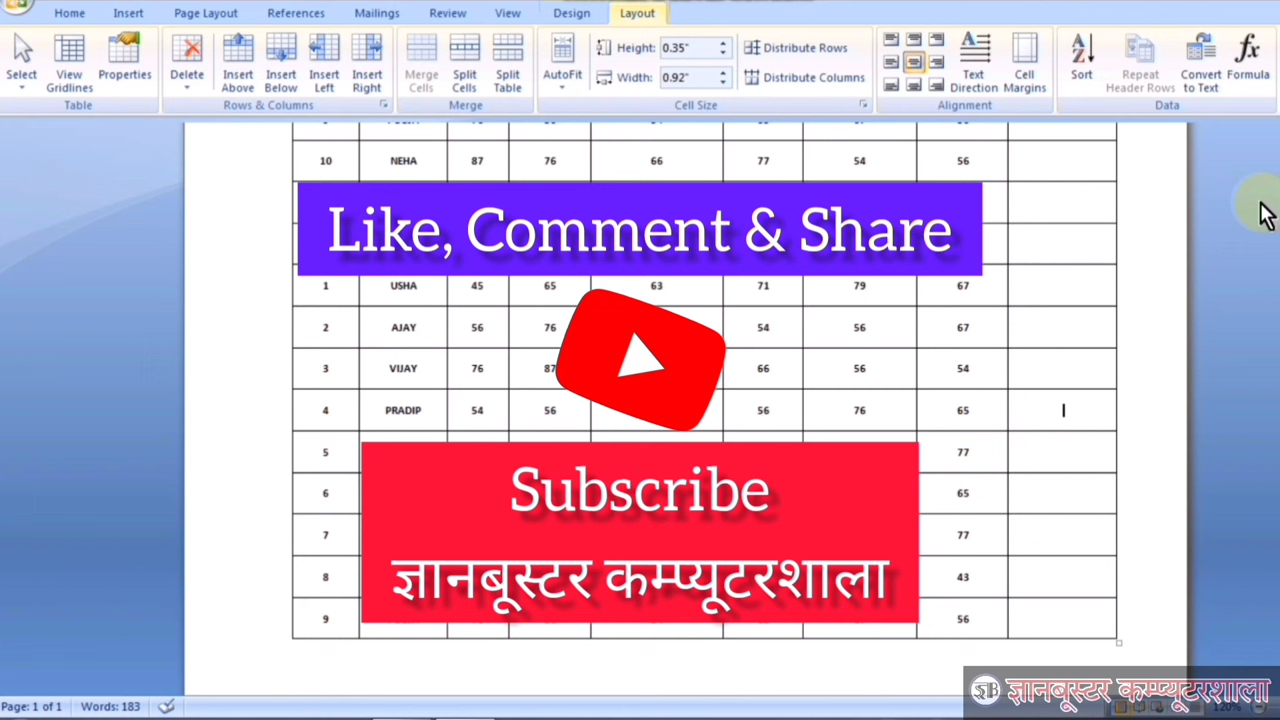 Home Insert Page Layout References Mailings Review View Design Layout
Height: 0.35" Distribute Rows
Width: 0.92" Distribute Columns
Select View Gridlines Properties Delete Insert Above Insert Below Insert Left Insert Right Merge Cells Split Cells Split Table AutoFit Text Direction Cell Margins Sort Repeat Header Rows Convert to Text Formula
Table Rows & Columns Merge Cell Size Alignment Data
10 NEHA 87 76 66 77 54 56
Like, Comment & Share
1 USHA 45 65 63 71 79 67
2 AJAY 56 76 54 56 67
3 VIJAY 76 87 66 56 54
4 PRADIP 54 56 56 76 65
5 77
6 65
7 77
8 43
9 56
Subscribe
ज्ञानबूस्टर कम्प्यूटरशाला
ज्ञानबूस्टर कम्प्यूटरशाला
Page: 1 of 1 Words: 183 120%